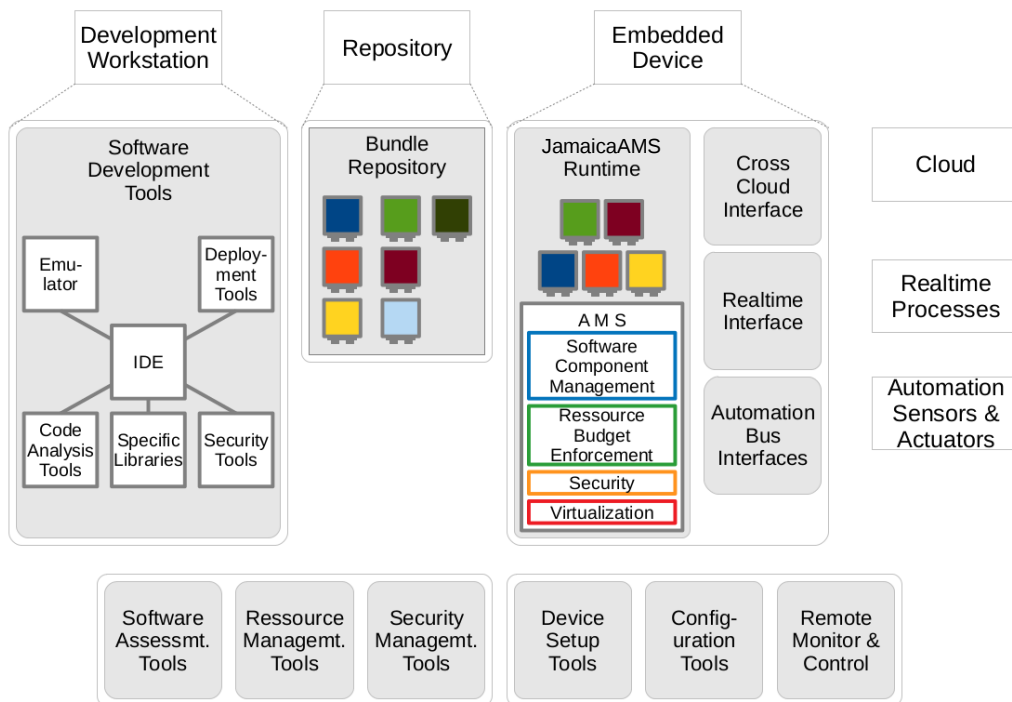 Development
Workstation
Repository
Embedded
Device
Software
Development
Tools
Emu-
lator
Deploy-
ment
Tools
IDE
Code
Analysis
Tools
Specific
Libraries
Security
Tools
Bundle
Repository
JamaicaAMS
Runtime
A M S
Software
Component
Management
Ressource
Budget
Enforcement
Security
Virtualization
Cross
Cloud
Interface
Realtime
Interface
Automation
Bus
Interfaces
Cloud
Realtime
Processes
Automation
Sensors &
Actuators
Software
Assessmt.
Tools
Ressource
Managemt.
Tools
Security
Managemt.
Tools
Device
Setup
Tools
Config-
uration
Tools
Remote
Monitor &
Control